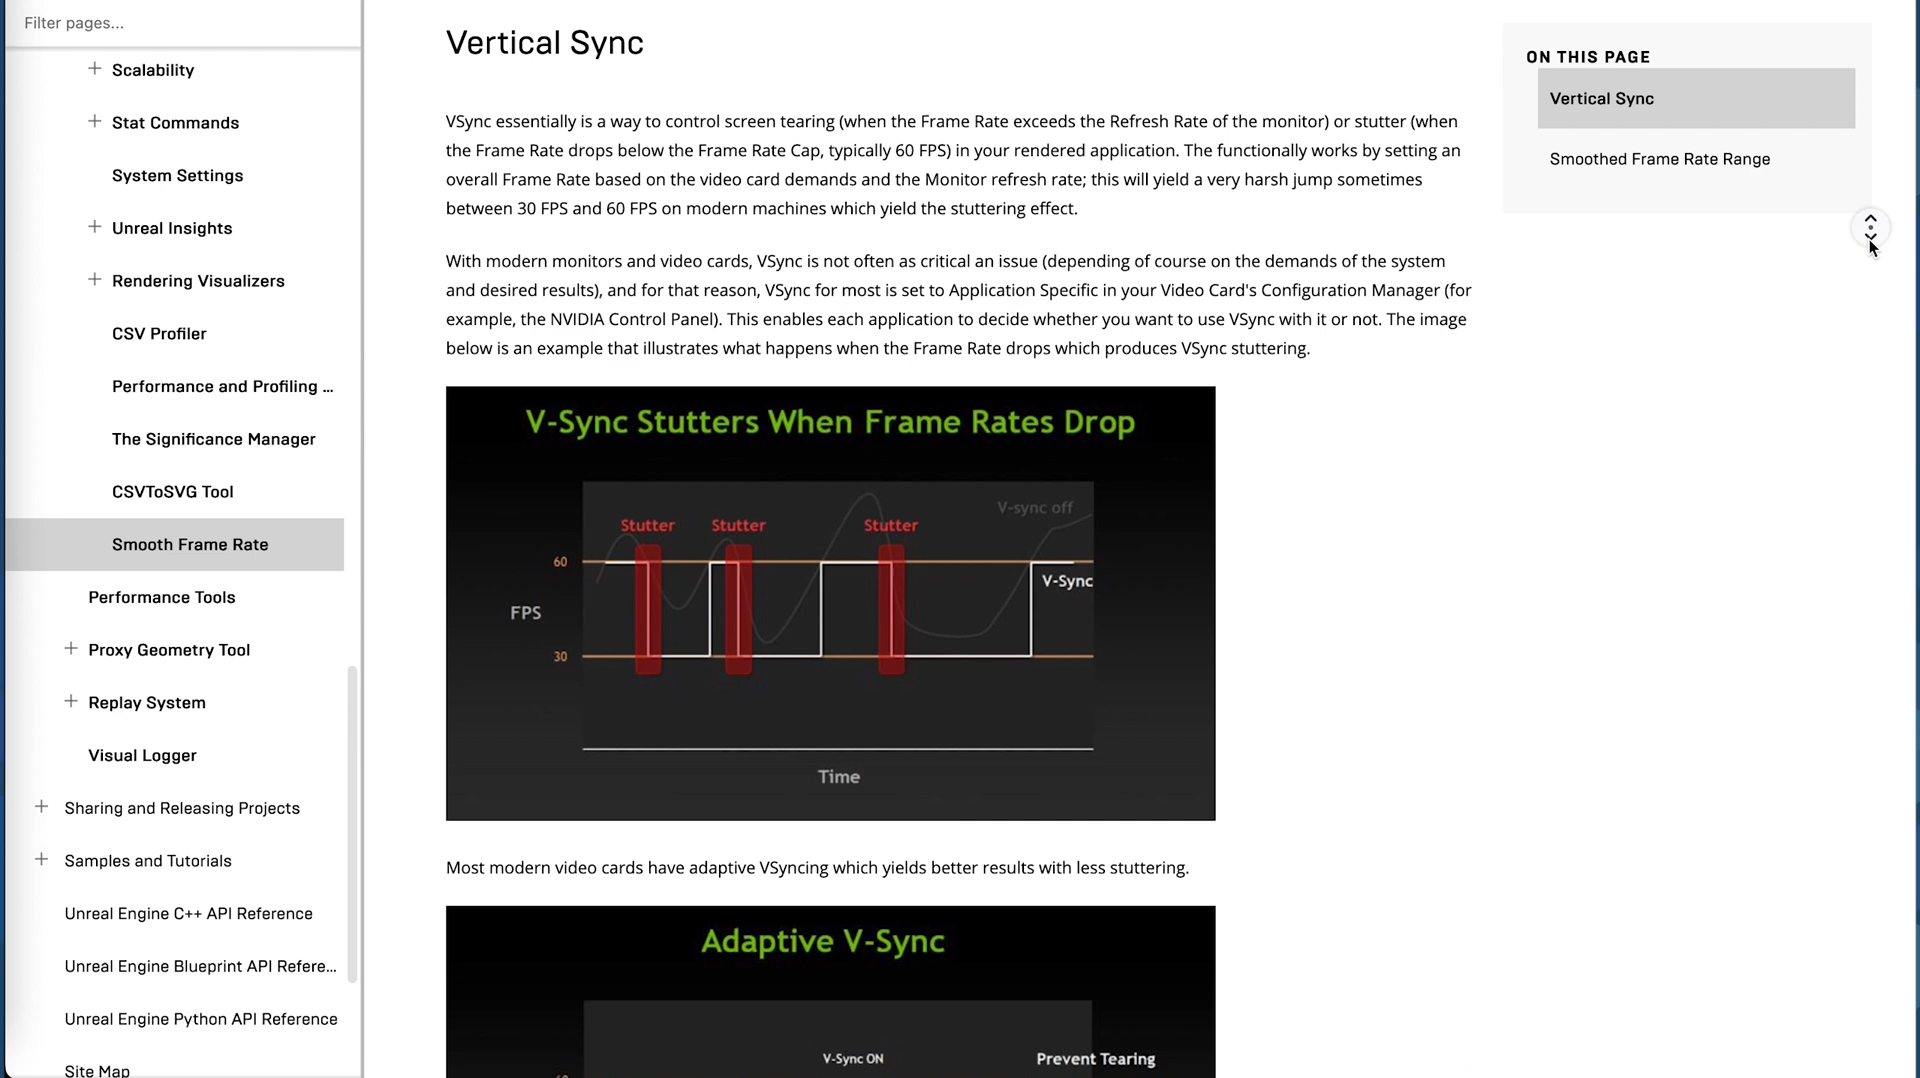 Filter pages...
Scalability
Stat Commands
System Settings
Unreal Insights
Rendering Visualizers
CSV Profiler
Performance and Profiling ...
The Significance Manager
CSVToSVG Tool
Smooth Frame Rate
Performance Tools
Proxy Geometry Tool
Replay System
Visual Logger
Sharing and Releasing Projects
Samples and Tutorials
Unreal Engine C++ API Reference
Unreal Engine Blueprint API Refere...
Unreal Engine Python API Reference
Site Map
Vertical Sync
VSync essentially is a way to control screen tearing (when the Frame Rate exceeds the Refresh Rate of the monitor) or stutter (when
the Frame Rate drops below the Frame Rate Cap, typically 60 FPS) in your rendered application. The functionally works by setting an
overall Frame Rate based on the video card demands and the Monitor refresh rate; this will yield a very harsh jump sometimes
between 30 FPS and 60 FPS on modern machines which yield the stuttering effect.
With modern monitors and video cards, VSync is not often as critical an issue (depending of course on the demands of the system
and desired results), and for that reason, VSync for most is set to Application Specific in your Video Card's Configuration Manager (for
example, the NVIDIA Control Panel). This enables each application to decide whether you want to use VSync with it or not. The image
below is an example that illustrates what happens when the Frame Rate drops which produces VSync stuttering.
V-Sync Stutters When Frame Rates Drop
V-sync off
Stutter Stutter Stutter
60
V-Sync
FPS
30
Time
Most modern video cards have adaptive VSyncing which yields better results with less stuttering.
Adaptive V-Sync
V-Sync ON Prevent Tearing
ON THIS PAGE
Vertical Sync
Smoothed Frame Rate Range